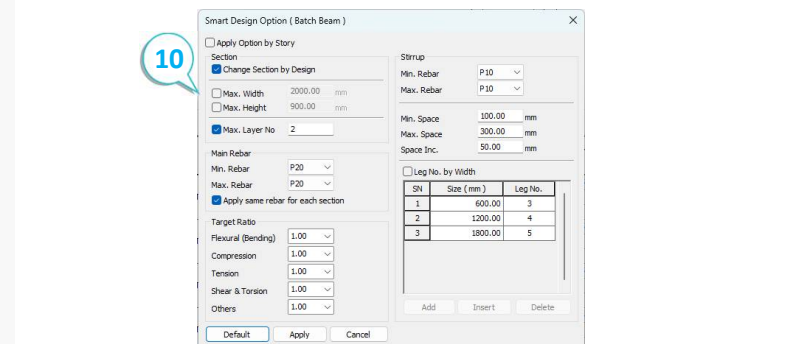 Smart Design Option ( Batch Beam )
10
Apply Option by Story
Section
Change Section by Design
Max. Width 2000.00 mm
Max. Height 900.00 mm
Max. Layer No 2
Main Rebar
Min. Rebar P20
Max. Rebar P20
Apply same rebar for each section
Target Ratio
Flexural (Bending) 1.00
Compression 1.00
Tension 1.00
Shear & Torsion 1.00
Others 1.00
Default Apply Cancel
Stirrup
Min. Rebar P10
Max. Rebar P10
Min. Space 100.00 mm
Max. Space 300.00 mm
Space Inc. 50.00 mm
Leg No. by Width
SN Size ( mm ) Leg No.
1 600.00 3
2 1200.00 4
3 1800.00 5
Add Insert Delete